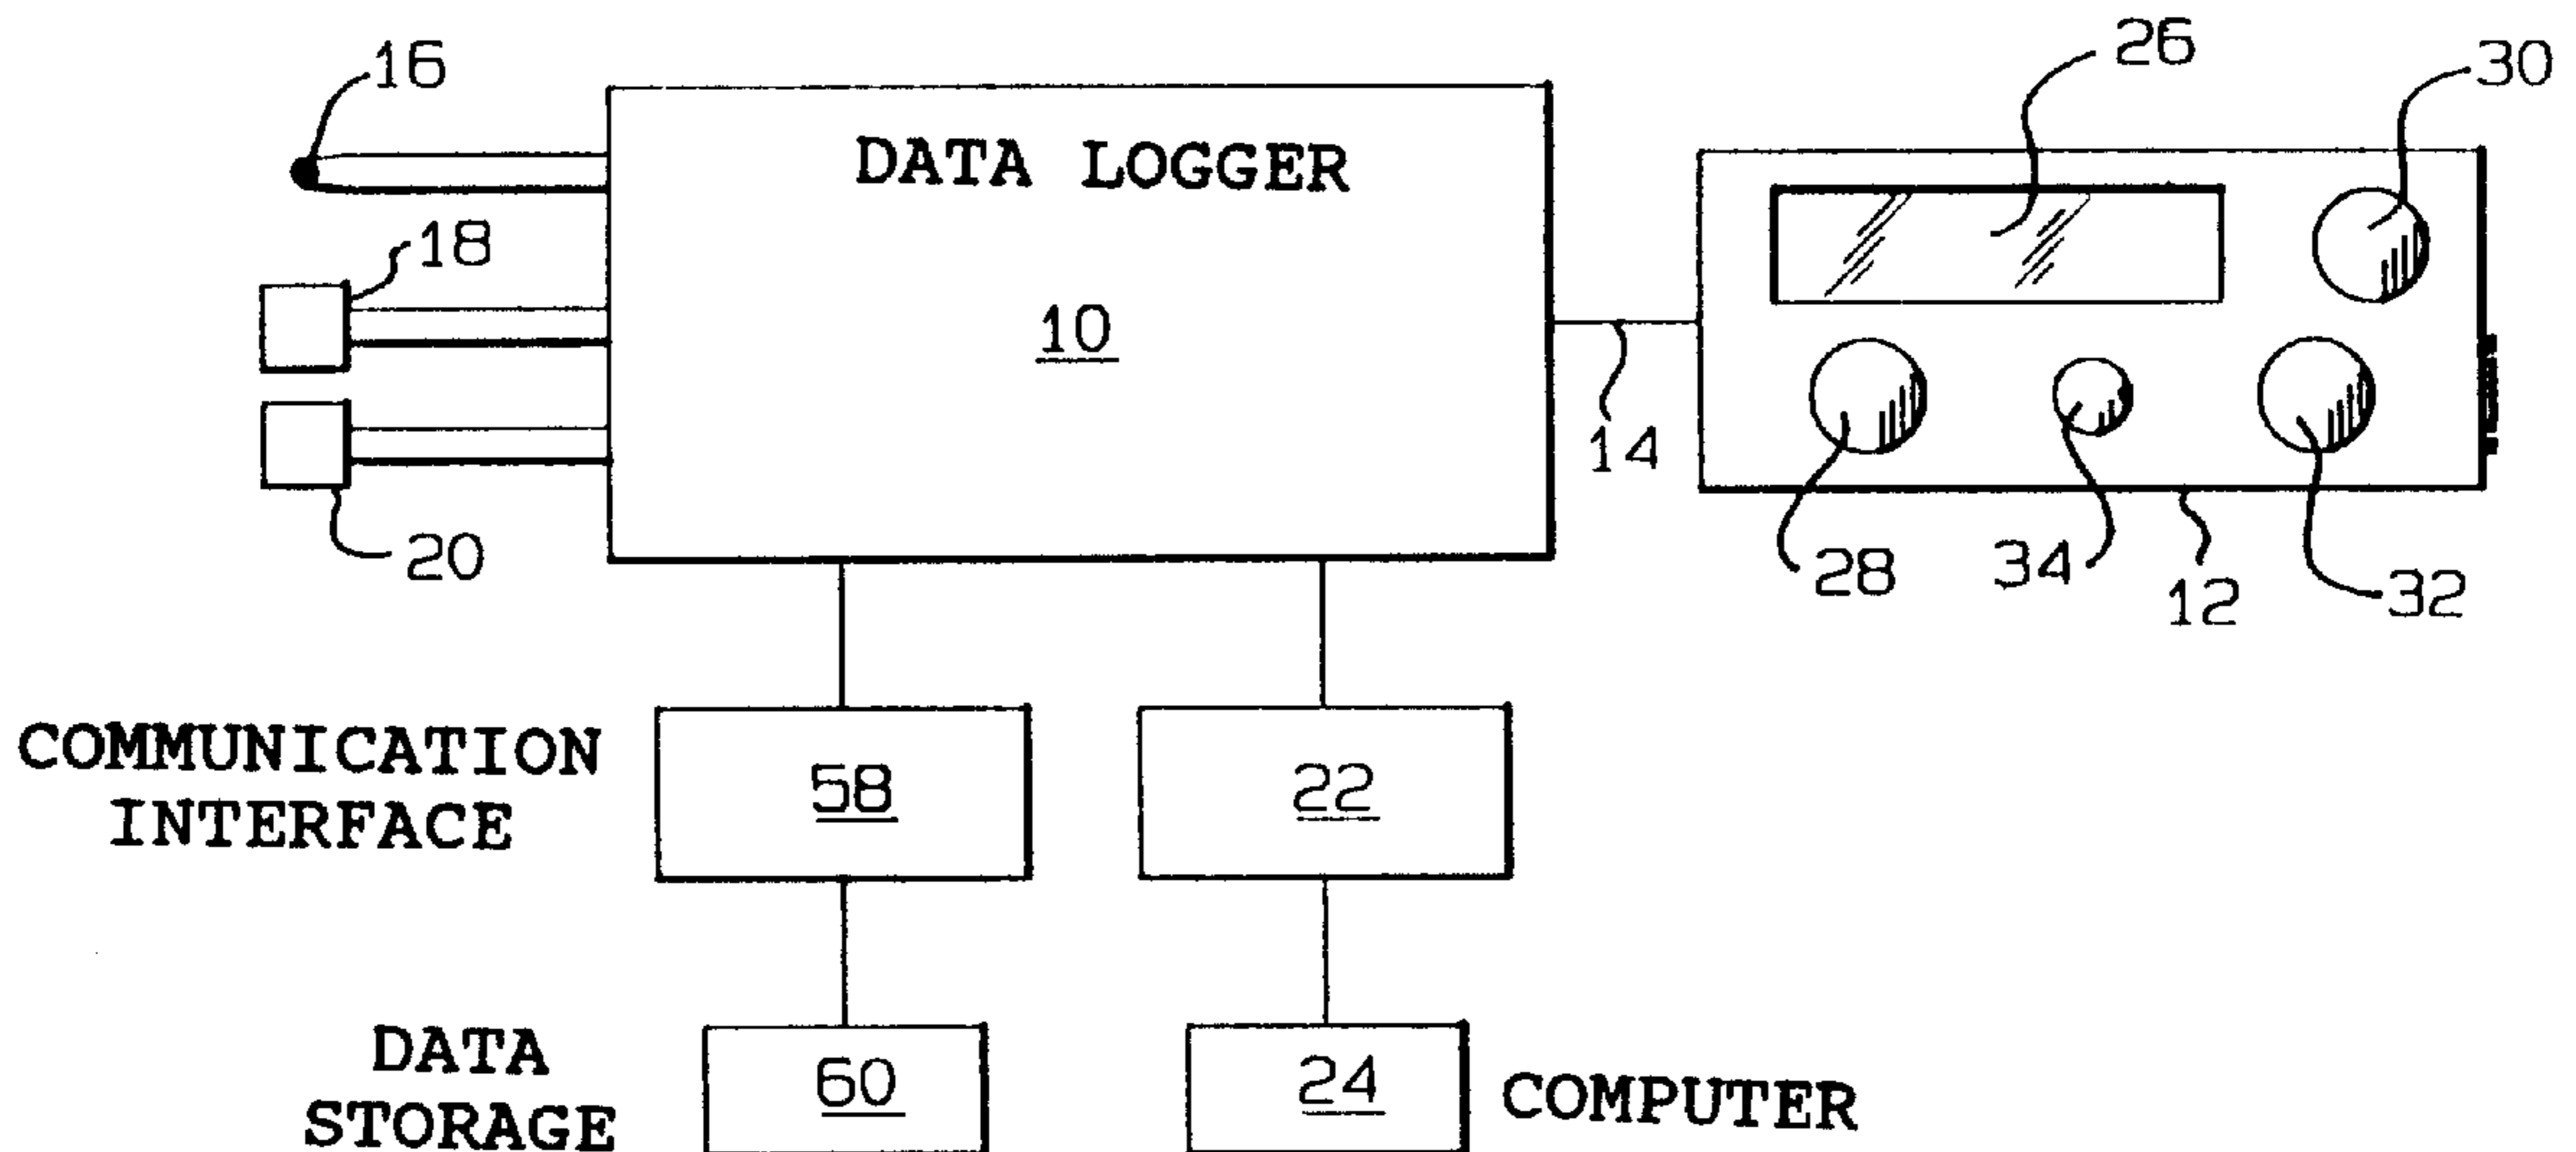 16
26
30
DATA LOGGER
18
10
14
20
28
34
12
32
COMMUNICATION
INTERFACE
58
22
DATA
STORAGE
60
24
COMPUTER